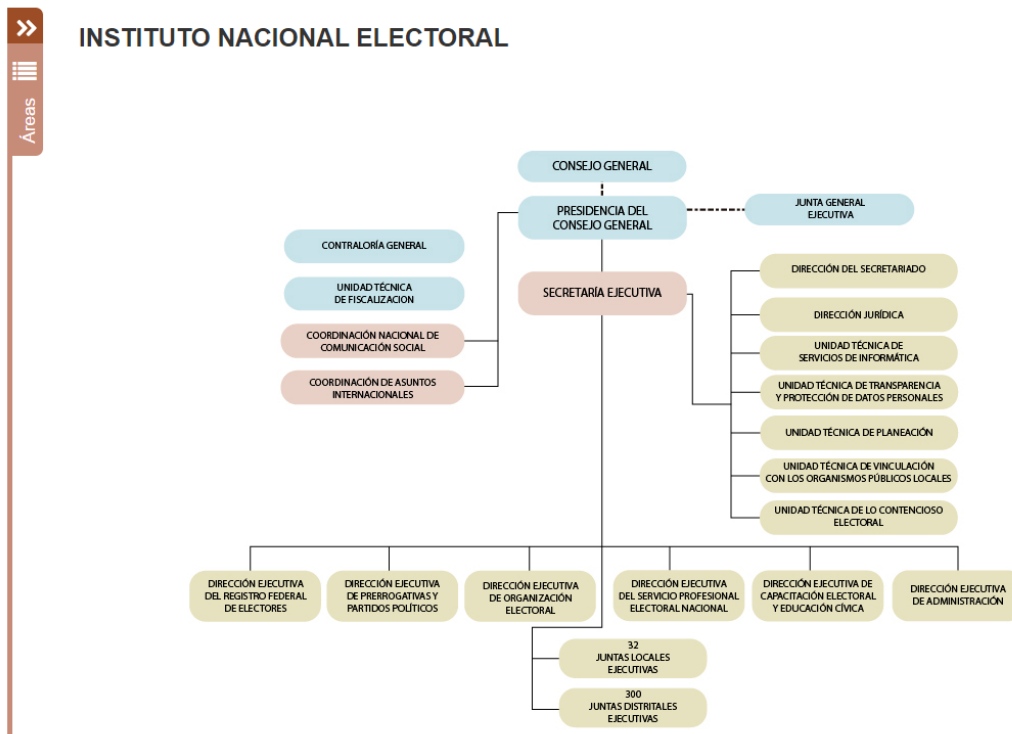 INSTITUTO NACIONAL ELECTORAL
Áreas
CONSEJO GENERAL
PRESIDENCIA DEL
CONSEJO GENERAL
JUNTA GENERAL
EJECUTIVA
CONTRALORÍA GENERAL
UNIDAD TÉCNICA
DE FISCALIZACION
COORDINACIÓN NACIONAL DE
COMUNICACIÓN SOCIAL
COORDINACIÓN DE ASUNTOS
INTERNACIONALES
SECRETARÍA EJECUTIVA
DIRECCIÓN DEL SECRETARIADO
DIRECCIÓN JURÍDICA
UNIDAD TÉCNICA DE
SERVICIOS DE INFORMÁTICA
UNIDAD TÉCNICA DE TRANSPARENCIA
Y PROTECCIÓN DE DATOS PERSONALES
UNIDAD TÉCNICA DE PLANEACIÓN
UNIDAD TÉCNICA DE VINCULACIÓN
CON LOS ORGANISMOS PÚBLICOS LOCALES
UNIDAD TÉCNICA DE LO CONTENCIOSO
ELECTORAL
DIRECCIÓN EJECUTIVA
DEL REGISTRO FEDERAL
DE ELECTORES
DIRECCIÓN EJECUTIVA
DE PRERROGATIVAS Y
PARTIDOS POLÍTICOS
DIRECCIÓN EJECUTIVA
DE ORGANIZACIÓN
ELECTORAL
DIRECCIÓN EJECUTIVA
DEL SERVICIO PROFESIONAL
ELECTORAL NACIONAL
DIRECCIÓN EJECUTIVA DE
CAPACITACIÓN ELECTORAL
Y EDUCACIÓN CÍVICA
DIRECCIÓN EJECUTIVA
DE ADMINISTRACIÓN
32
JUNTAS LOCALES
EJECUTIVAS
300
JUNTAS DISTRITALES
EJECUTIVAS